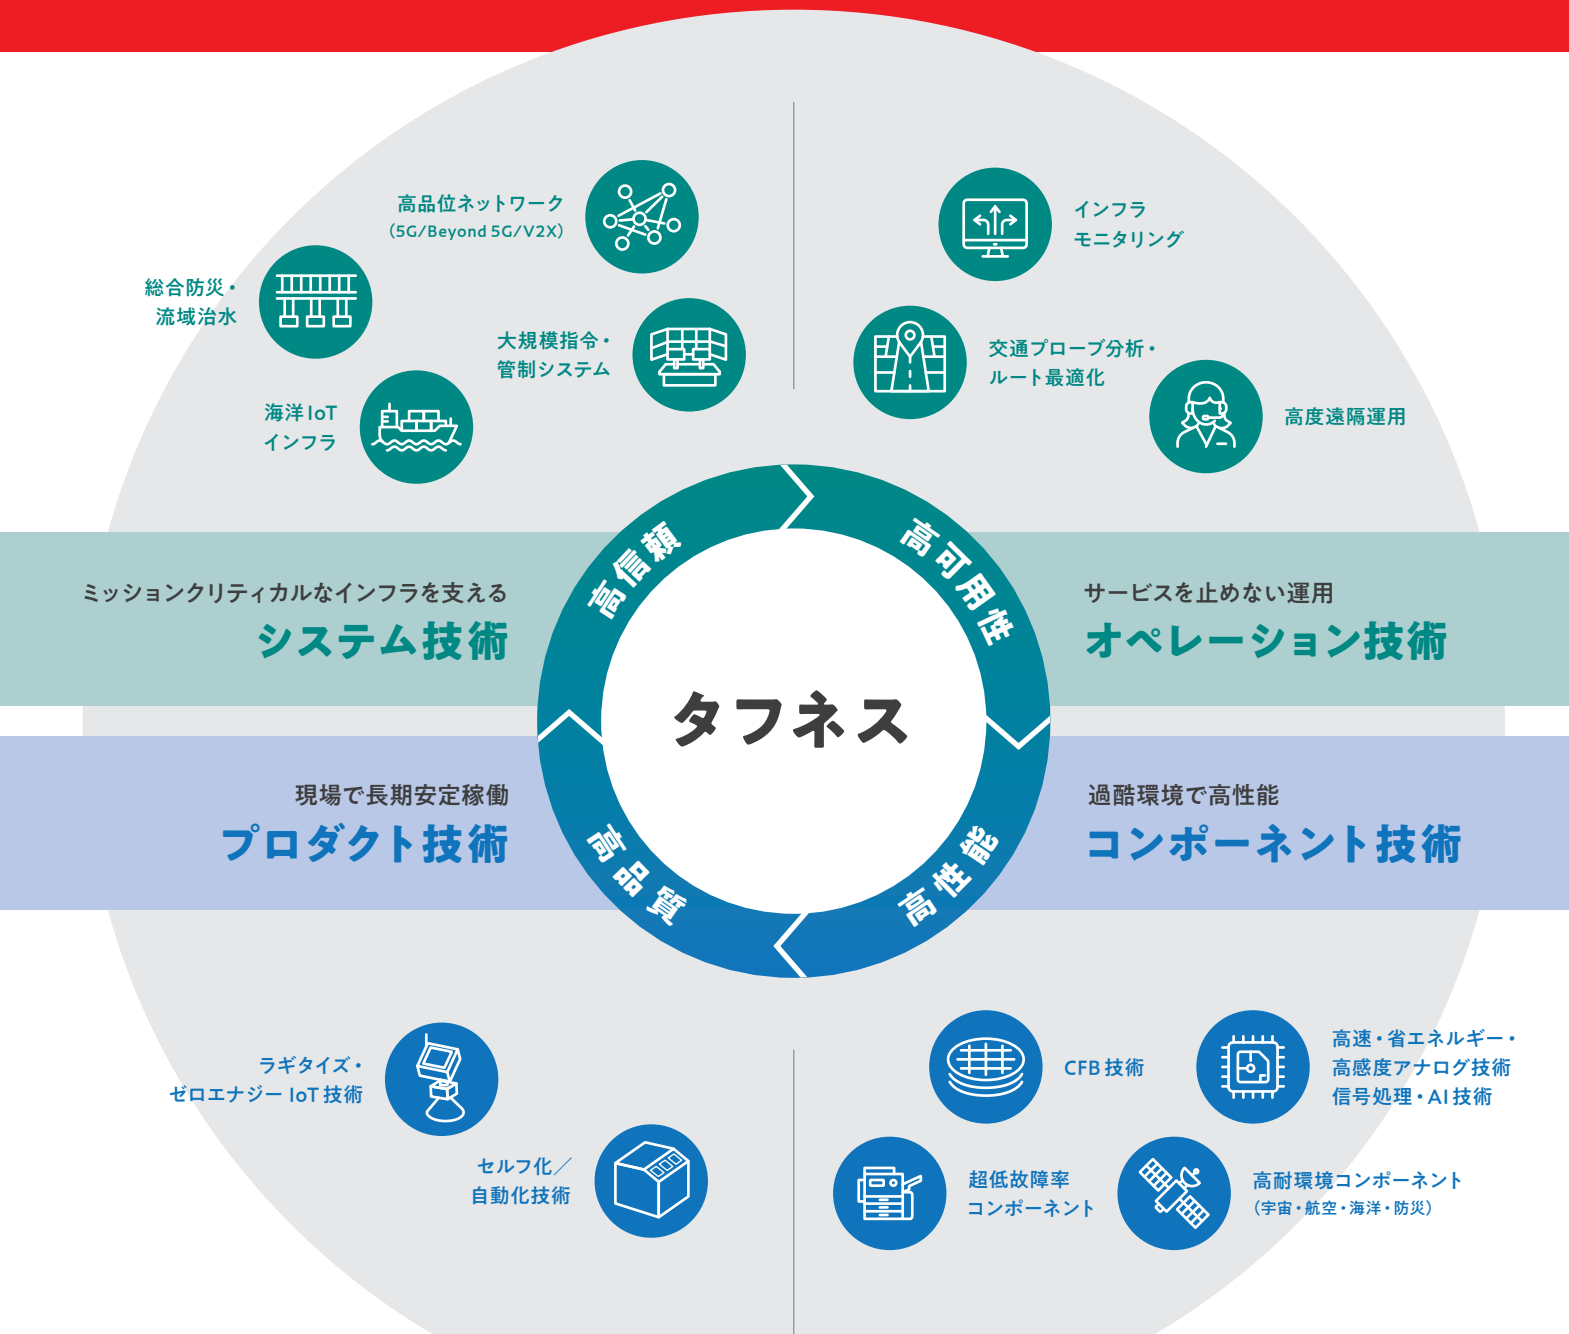 高品位ネットワーク
（5G/Beyond 5G/V2X）
総合防災・
流域治水
大規模指令・
管制システム
海洋IoT
インフラ
インフラ
モニタリング
交通プローブ分析・
ルート最適化
高度遠隔運用
高信頼
高可用性
ミッションクリティカルなインフラを支える
システム技術
サービスを止めない運用
オペレーション技術
タフネス
現場で長期安定稼働
プロダクト技術
過酷環境で高性能
コンポーネント技術
高品質
高性能
ラギタイズ・
ゼロエナジー IoT技術
セルフ化／
自動化技術
CFB技術
高速・省エネルギー・
高感度アナログ技術
信号処理・AI技術
超低故障率
コンポーネント
高耐環境コンポーネント
（宇宙・航空・海洋・防災）